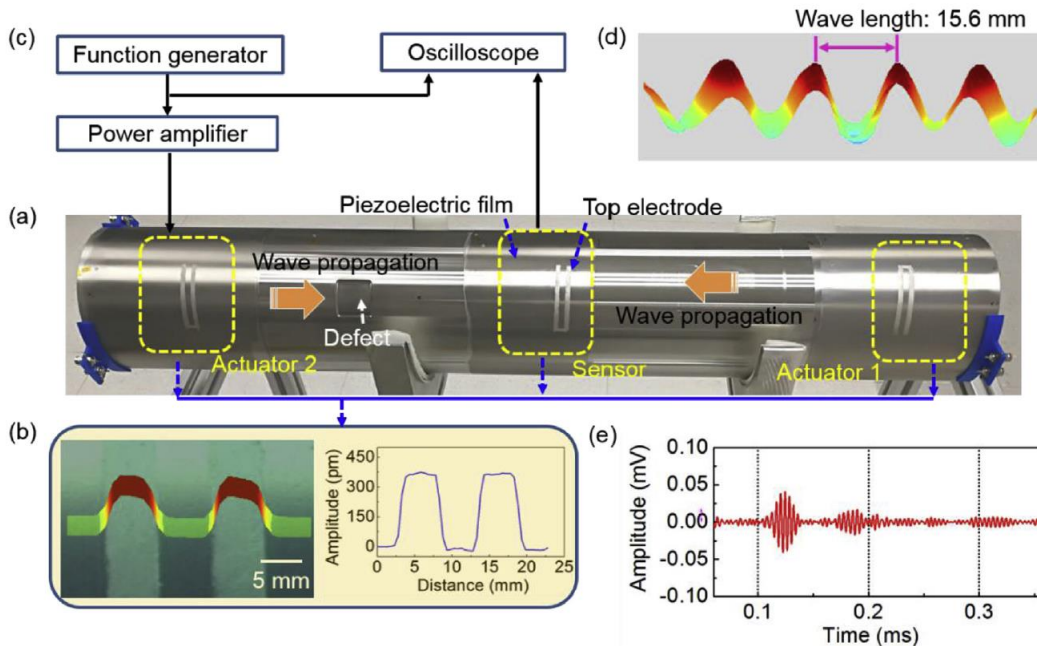 (c)
Function generator
Oscilloscope
Power amplifier
(d)
Wave length: 15.6 mm
(a)
Piezoelectric film
Top electrode
Wave propagation
Defect
Wave propagation
Actuator 2
Sensor
Actuator 1
(b)
5 mm
Amplitude (pm)
450
300
150
0
0 5 10 15 20 25
Distance (mm)
(e)
Amplitude (mV)
0.10
0.05
0.00
-0.05
-0.10
0.1 0.2 0.3
Time (ms)